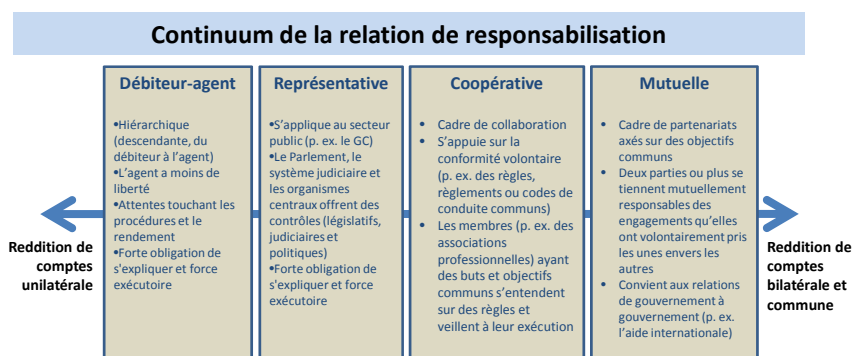 Continuum de la relation de responsabilisation
Reddition de
comptes
unilatérale
Débiteur-agent
•Hiérarchique
(descendante, du
débiteur à l'agent)
•L'agent a moins de
liberté
•Attentes touchant les
procédures et le
rendement
•Forte obligation de
s'expliquer et force
exécutoire
Représentative
•S'applique au secteur
public (p. ex. le GC)
•Le Parlement, le
système judiciaire et
les organismes
centraux offrent des
contrôles (législatifs,
judiciaires et
politiques)
•Forte obligation de
s'expliquer et force
exécutoire
Coopérative
• Cadre de collaboration
• S'appuie sur la
conformité volontaire
(p. ex. des règles,
règlements ou codes de
conduite communs)
• Les membres (p. ex. des
associations
professionnelles) ayant
des buts et objectifs
communs s'entendent
sur des règles et
veillent à leur exécution
Mutuelle
• Cadre de partenariats
axés sur des objectifs
communs
• Deux parties ou plus se
tiennent mutuellement
responsables des
engagements qu'elles
ont volontairement pris
les unes envers les
autres
• Convient aux relations
de gouvernement à
gouvernement (p. ex.
l'aide internationale)
Reddition de
comptes
bilatérale et
commune